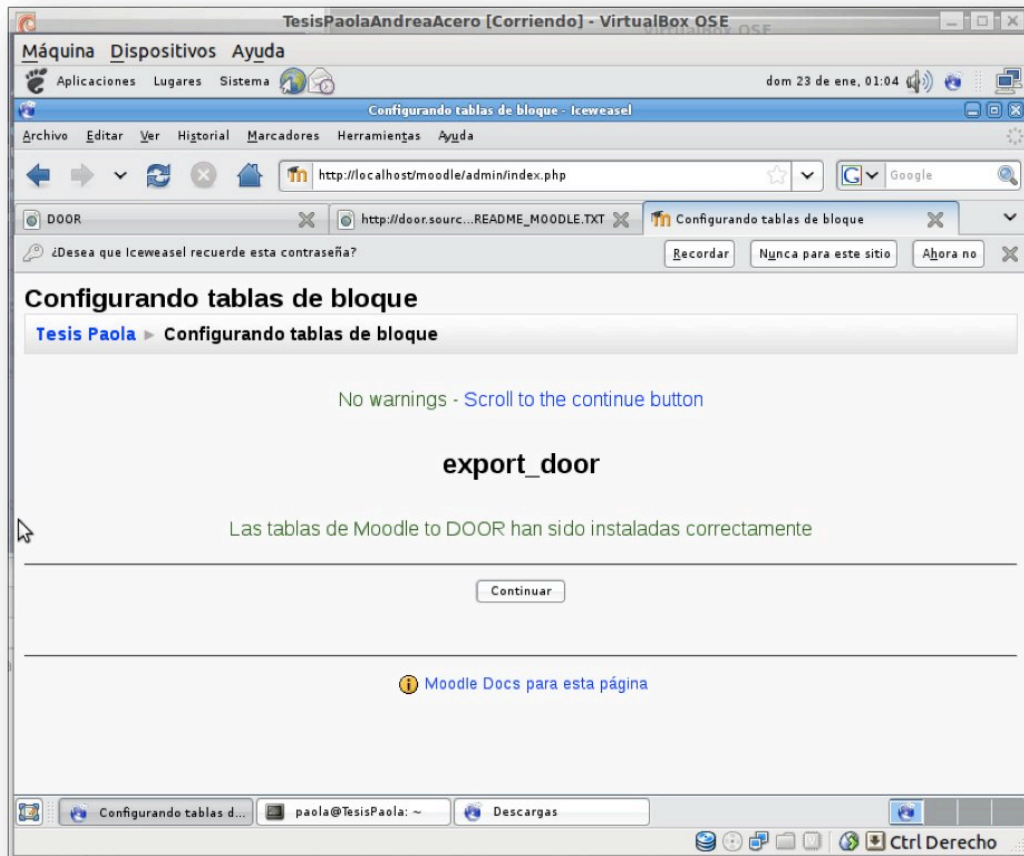 TesisPaolaAndreaAcero [Corriendo] - VirtualBox OSE
Máquina Dispositivos Ayuda
Aplicaciones Lugares Sistema dom 23 de ene, 01:04
Configurando tablas de bloque - Iceweasel
Archivo Editar Ver Historial Marcadores Herramientas Ayuda
http://localhost/moodle/admin/index.php G Google
DOOR http://door.sourc...README_MOODLE.TXT Configurando tablas de bloque
¿Desea que Iceweasel recuerde esta contraseña? Recordar Nunca para este sitio Ahora no
Configurando tablas de bloque
Tesis Paola ► Configurando tablas de bloque
No warnings - Scroll to the continue button
export_door
Las tablas de Moodle to DOOR han sido instaladas correctamente
Continuar
Moodle Docs para esta página
Configurando tablas d... paola@TesisPaola: ~ Descargas
Ctrl Derecho